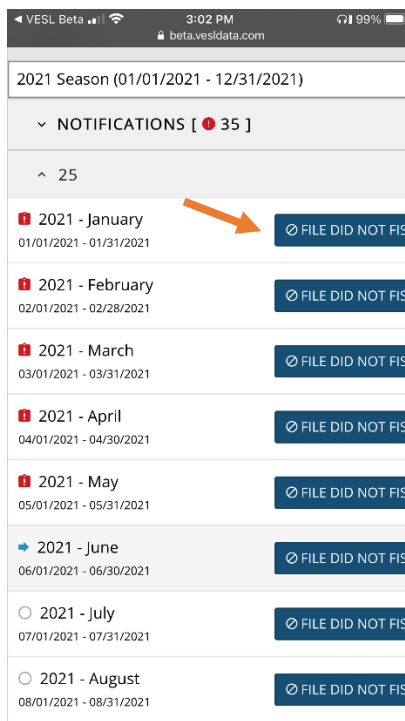 VESL Beta 3:02 PM 99%
beta.vesldata.com
2021 Season (01/01/2021 - 12/31/2021)
NOTIFICATIONS [ 35 ]
25
2021 - January
01/01/2021 - 01/31/2021
FILE DID NOT FIS
2021 - February
02/01/2021 - 02/28/2021
FILE DID NOT FIS
2021 - March
03/01/2021 - 03/31/2021
FILE DID NOT FIS
2021 - April
04/01/2021 - 04/30/2021
FILE DID NOT FIS
2021 - May
05/01/2021 - 05/31/2021
FILE DID NOT FIS
2021 - June
06/01/2021 - 06/30/2021
FILE DID NOT FIS
2021 - July
07/01/2021 - 07/31/2021
FILE DID NOT FIS
2021 - August
08/01/2021 - 08/31/2021
FILE DID NOT FIS